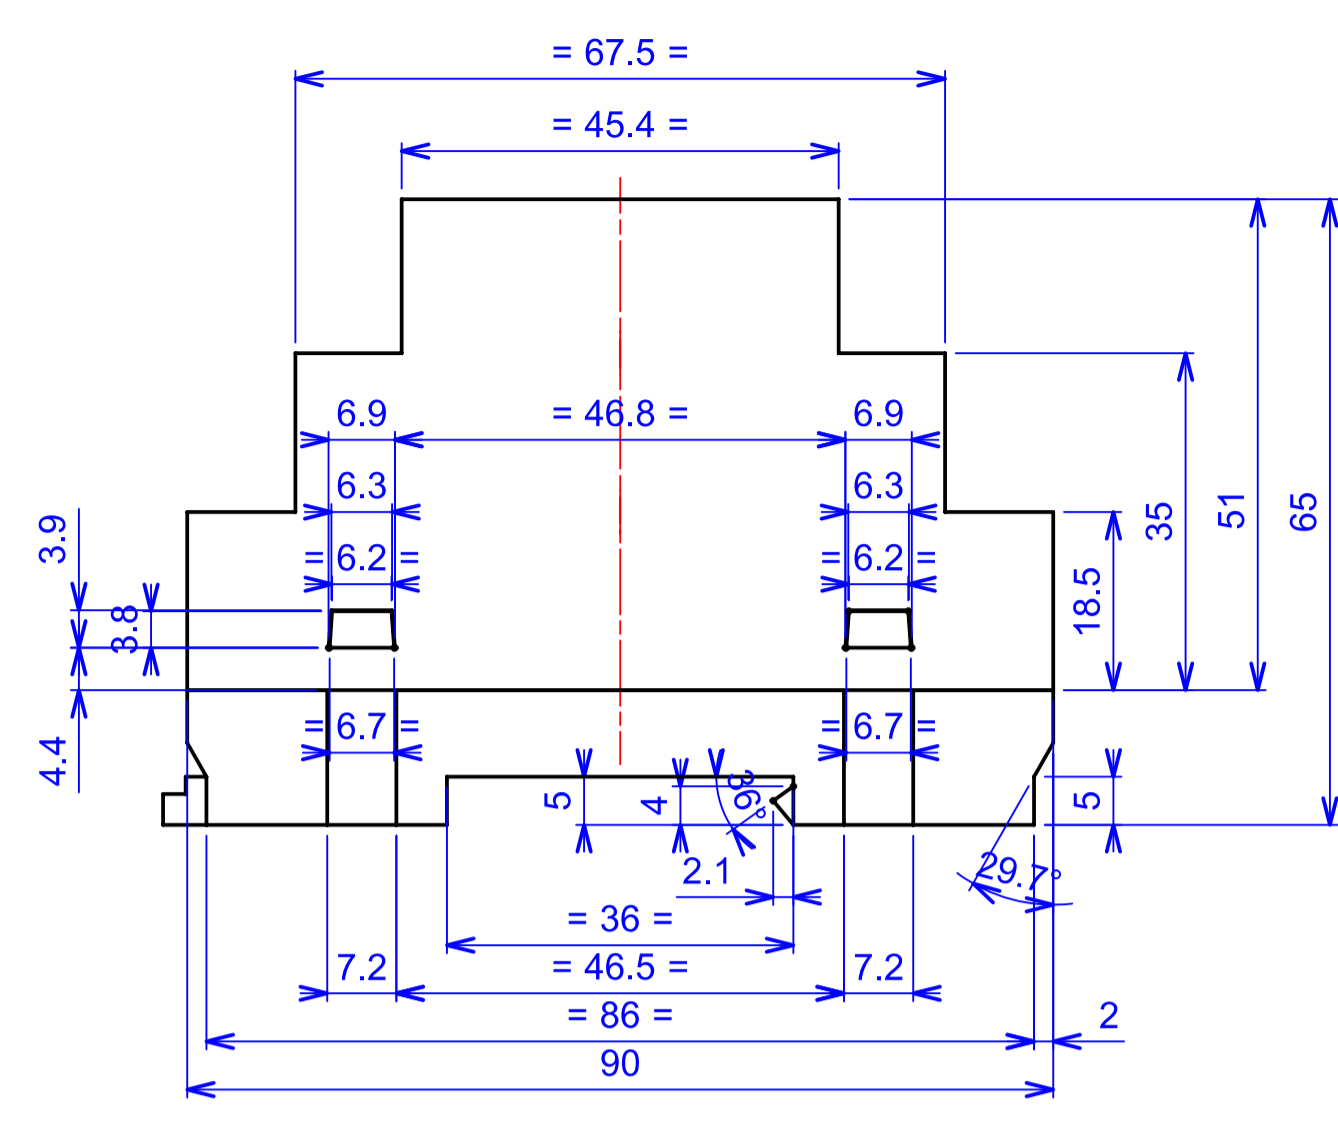 = 67.5 =
= 45.4 =
6.9
= 46.8 =
6.9
6.3
6.3
3.9
51
65
35
= 6.2 =
= 6.2 =
18.5
3.8
= 6.7 =
= 6.7 =
4.4
5
4
36°
5
2.1
29.7°
= 36 =
7.2
= 46.5 =
7.2
= 86 =
2
90